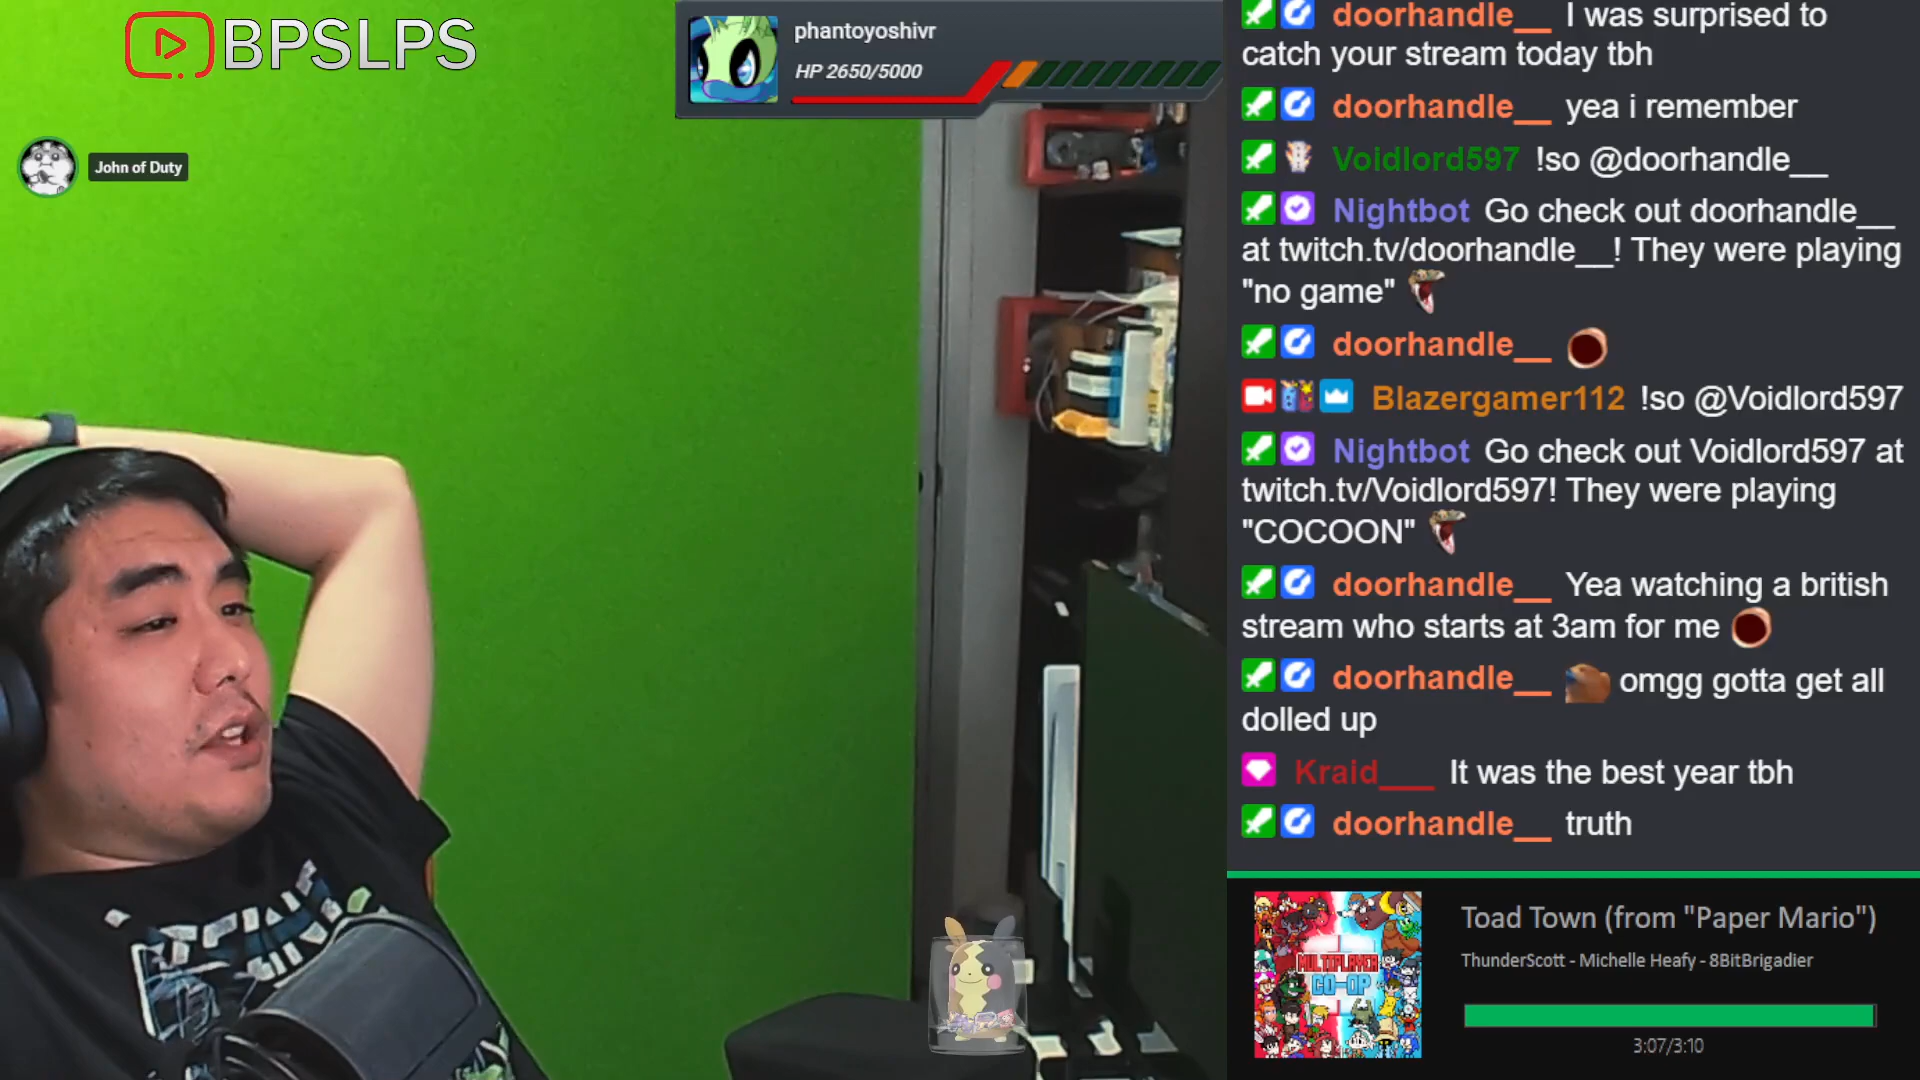 BPSLPS
phantoyoshivr
HP 2650/5000
John of Duty
doorhandle__ I was surprised to
catch your stream today tbh
doorhandle__ yea i remember
Voidlord597 !so @doorhandle__
Nightbot Go check out doorhandle__
at twitch.tv/doorhandle__! They were playing
"no game"
doorhandle__
Blazergamer112 !so @Voidlord597
Nightbot Go check out Voidlord597 at
twitch.tv/Voidlord597! They were playing
"COCOON"
doorhandle__ Yea watching a british
stream who starts at 3am for me
doorhandle__ omgg gotta get all
dolled up
Kraid___ It was the best year tbh
doorhandle__ truth
MULTIPLAYER
CO-OP
Toad Town (from "Paper Mario")
ThunderScott - Michelle Heafy - 8BitBrigadier
3:07/3:10